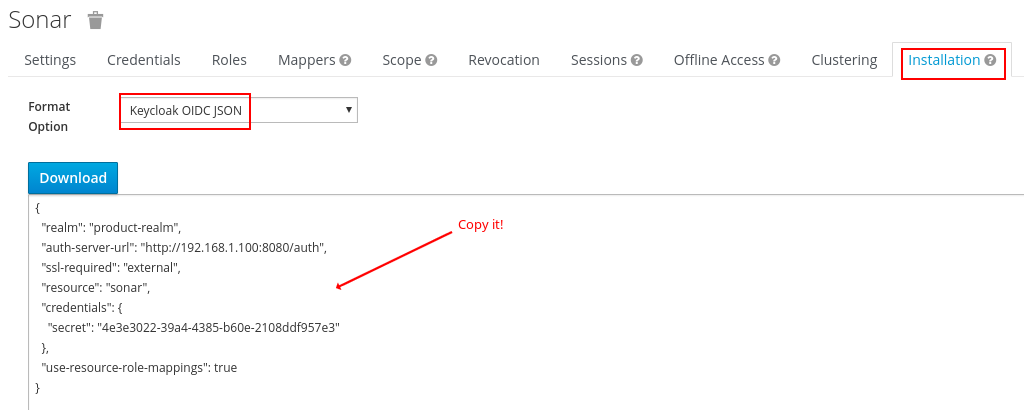 Sonar
Settings Credentials Roles Mappers Scope Revocation Sessions Offline Access Clustering Installation
Format Option
Keycloak OIDC JSON
Download
{
"realm": "product-realm",
"auth-server-url": "http://192.168.1.100:8080/auth",
"ssl-required": "external",
"resource": "sonar",
"credentials": {
"secret": "4e3e3022-39a4-4385-b60e-2108ddf957e3"
},
"use-resource-role-mappings": true
}
Copy it!